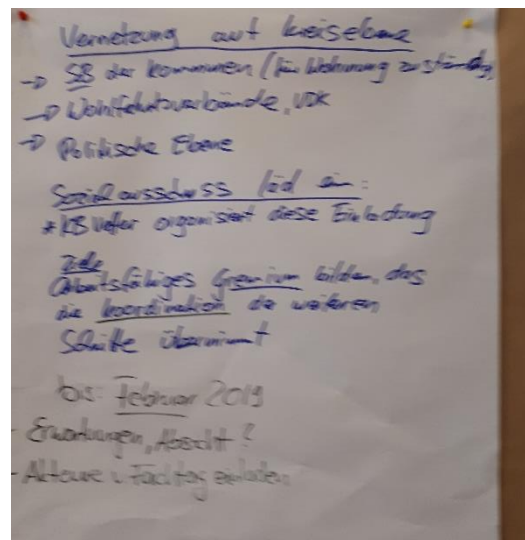 Vernetzung auf Kreisebene
→ SB der Kommunen (für Wohnung zuständig)
→ Wohlfahrtsverbände, VDK
→ Politische Ebene
Sozialausschuss läd ein:
* KB Vetter organisiert diese Einladung
Ziele
Arbeitsfähiges Gremium bilden, das
die Koordination de weiteren
Schritte übernimmt
bis: Februar 2019
- Erwartungen, Absicht?
- Akteure v. Fachtag einladen